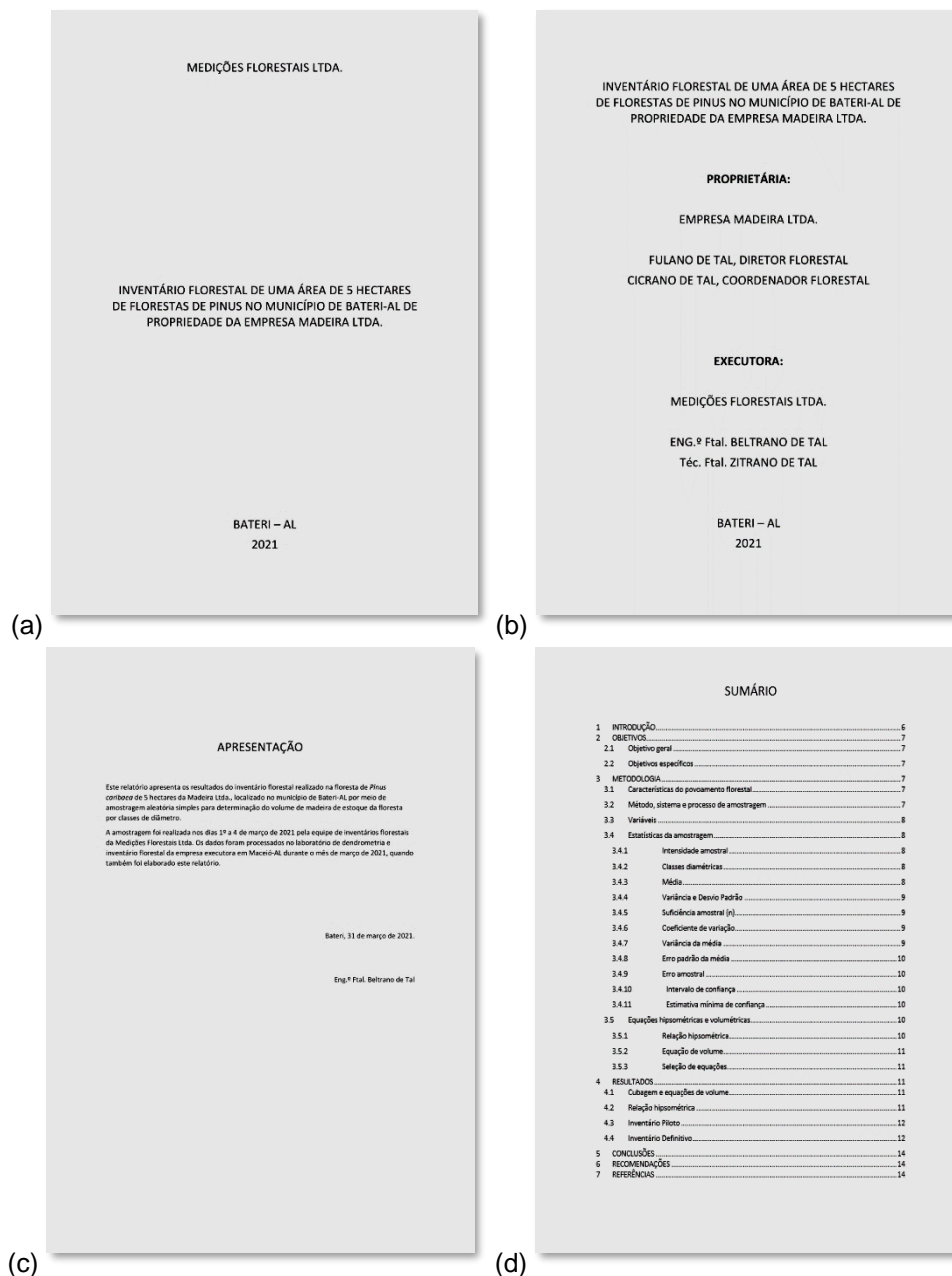 MEDIÇÕES FLORESTAIS LTDA.
INVENTÁRIO FLORESTAL DE UMA ÁREA DE 5 HECTARES
DE FLORESTAS DE PINUS NO MUNICÍPIO DE BATERI-AL DE
PROPRIEDADE DA EMPRESA MADEIRA LTDA.
BATERI – AL
2021
(a)
INVENTÁRIO FLORESTAL DE UMA ÁREA DE 5 HECTARES
DE FLORESTAS DE PINUS NO MUNICÍPIO DE BATERI-AL DE
PROPRIEDADE DA EMPRESA MADEIRA LTDA.
PROPRIETÁRIA:
EMPRESA MADEIRA LTDA.
FULANO DE TAL, DIRETOR FLORESTAL
CICRANO DE TAL, COORDENADOR FLORESTAL
EXECUTORA:
MEDIÇÕES FLORESTAIS LTDA.
ENG.º Ftal. BELTRANO DE TAL
Téc. Ftal. ZITRANO DE TAL
BATERI – AL
2021
(b)
APRESENTAÇÃO
Este relatório apresenta os resultados do inventário florestal realizado na floresta de Pinus
caribaea de 5 hectares da Madeira Ltda., localizado no município de Bateri-AL por meio de
amostragem aleatória simples para determinação do volume de madeira de estoque da floresta
por classes de diâmetro.
A amostragem foi realizada nos dias 1º a 4 de março de 2021 pela equipe de inventários florestais
da Medições Florestais Ltda. Os dados foram processados no laboratório de dendrometria e
inventário florestal da empresa executora em Maceió-AL durante o mês de março de 2021, quando
também foi elaborado este relatório.
Bateri, 31 de março de 2021.
Eng.º Ftal. Beltrano de Tal
(c)
SUMÁRIO
1 INTRODUÇÃO 6
2 OBJETIVOS 7
2.1 Objetivo geral 7
2.2 Objetivos específicos 7
3 METODOLOGIA 7
3.1 Características do povoamento florestal 7
3.2 Método, sistema e processo de amostragem 7
3.3 Variáveis 8
3.4 Estatísticas da amostragem 8
3.4.1 Intensidade amostral 8
3.4.2 Classes diamétricas 8
3.4.3 Média 8
3.4.4 Variância e Desvio Padrão 9
3.4.5 Suficiência amostral (n) 9
3.4.6 Coeficiente de variação 9
3.4.7 Variância da média 9
3.4.8 Erro padrão da média 10
3.4.9 Erro amostral 10
3.4.10 Intervalo de confiança 10
3.4.11 Estimativa mínima de confiança 10
3.5 Equações hipsométricas e volumétricas 10
3.5.1 Relação hipsométrica 10
3.5.2 Equação de volume 11
3.5.3 Seleção de equações 11
4 RESULTADOS 11
4.1 Cubagem e equações de volume 11
4.2 Relação hipsométrica 11
4.3 Inventário Piloto 12
4.4 Inventário Definitivo 12
5 CONCLUSÕES 14
6 RECOMENDAÇÕES 14
7 REFERÊNCIAS 14
(d)